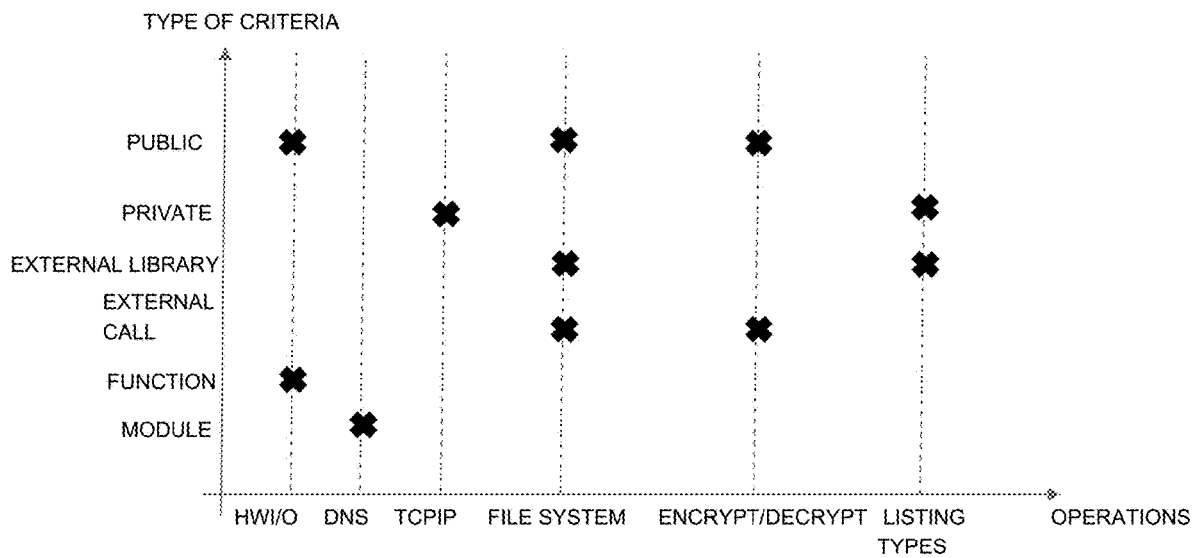 TYPE OF CRITERIA
PUBLIC
PRIVATE
EXTERNAL LIBRARY
EXTERNAL
CALL
FUNCTION
MODULE
HWI/O DNS TCPIP FILE SYSTEM ENCRYPT/DECRYPT LISTING OPERATIONS
TYPES